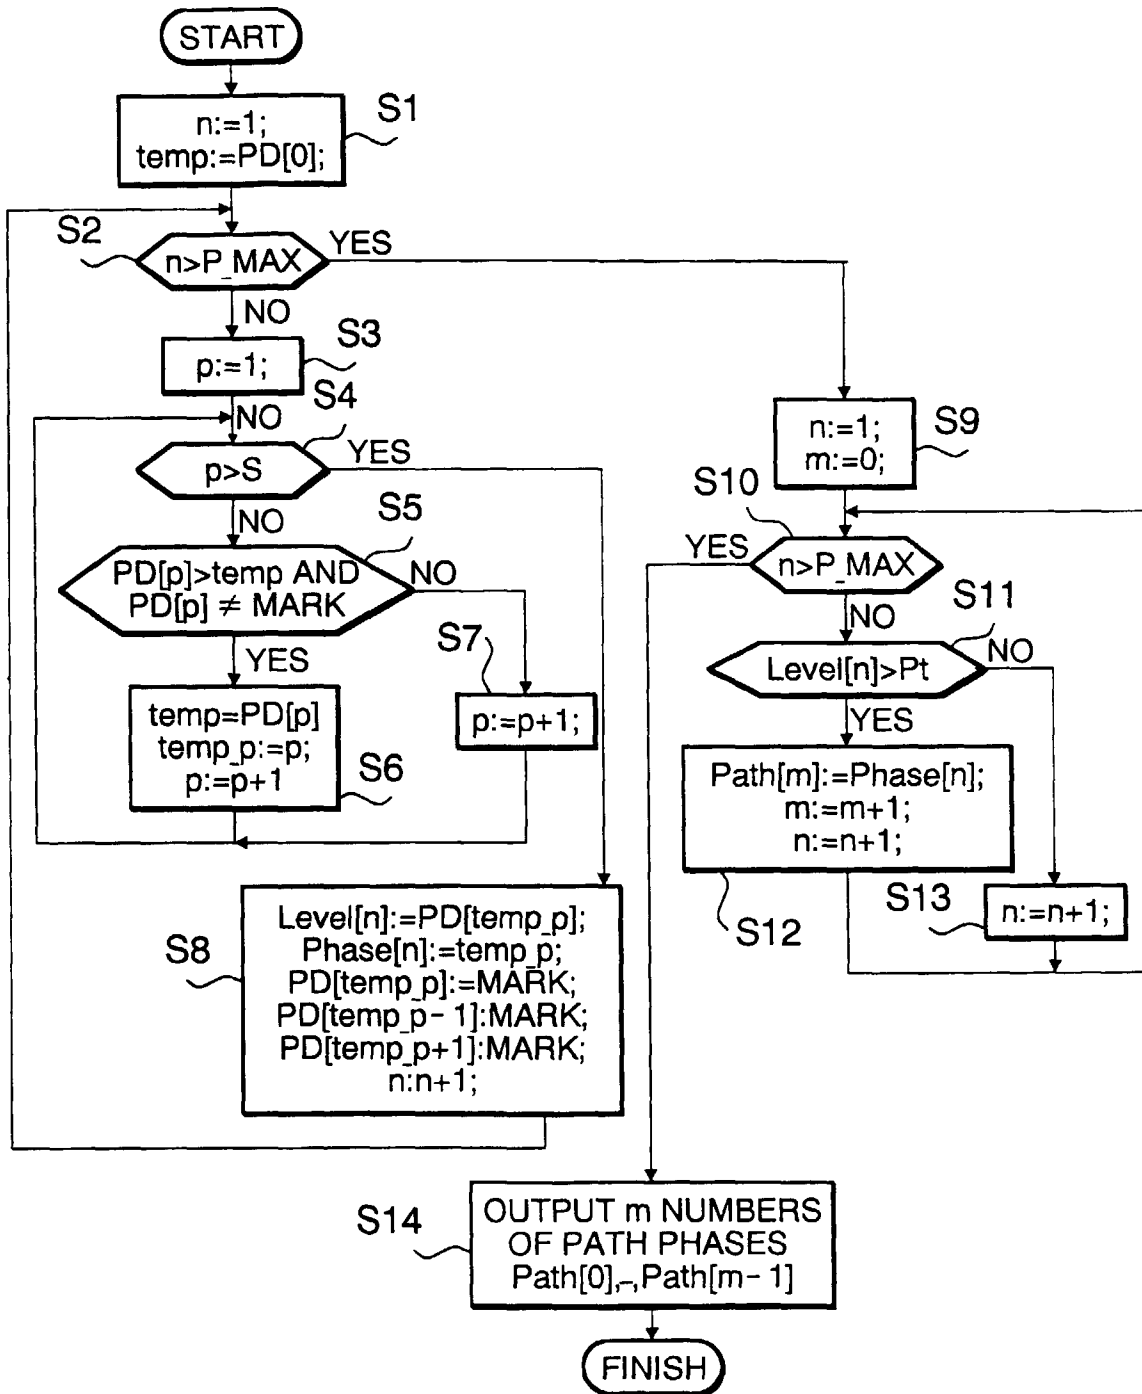 START
S1
n:=1;
temp:=PD[0];
S2
n>P_MAX
YES
NO
S3
p:=1;
S4
NO
p>S
YES
NO
S5
PD[p]>temp AND
PD[p] ≠ MARK
NO
YES
S7
p:=p+1;
temp=PD[p]
temp_p:=p;
p:=p+1
S6
S8
Level[n]:=PD[temp_p];
Phase[n]:=temp_p;
PD[temp_p]:=MARK;
PD[temp_p-1]:MARK;
PD[temp_p+1]:MARK;
n:n+1;
S9
n:=1;
m:=0;
S10
YES
n>P_MAX
NO
S11
Level[n]>Pt
NO
YES
Path[m]:=Phase[n];
m:=m+1;
n:=n+1;
S12
S13
n:=n+1;
S14
OUTPUT m NUMBERS
OF PATH PHASES
Path[0],–,Path[m-1]
FINISH